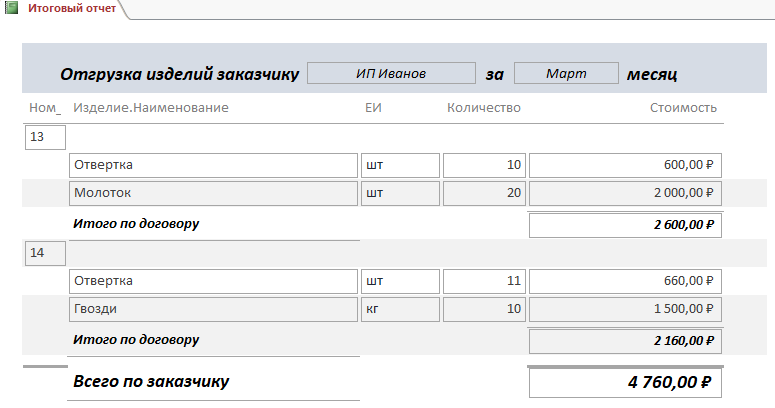 Итоговый отчет
Отгрузка изделий заказчику ИП Иванов за Март месяц
Ном_ Изделие.Наименование ЕИ Количество Стоимость
13
Отвертка шт 10 600,00 ₽
Молоток шт 20 2 000,00 ₽
Итого по договору 2 600,00 ₽
14
Отвертка шт 11 660,00 ₽
Гвозди кг 10 1 500,00 ₽
Итого по договору 2 160,00 ₽
Всего по заказчику 4 760,00 ₽